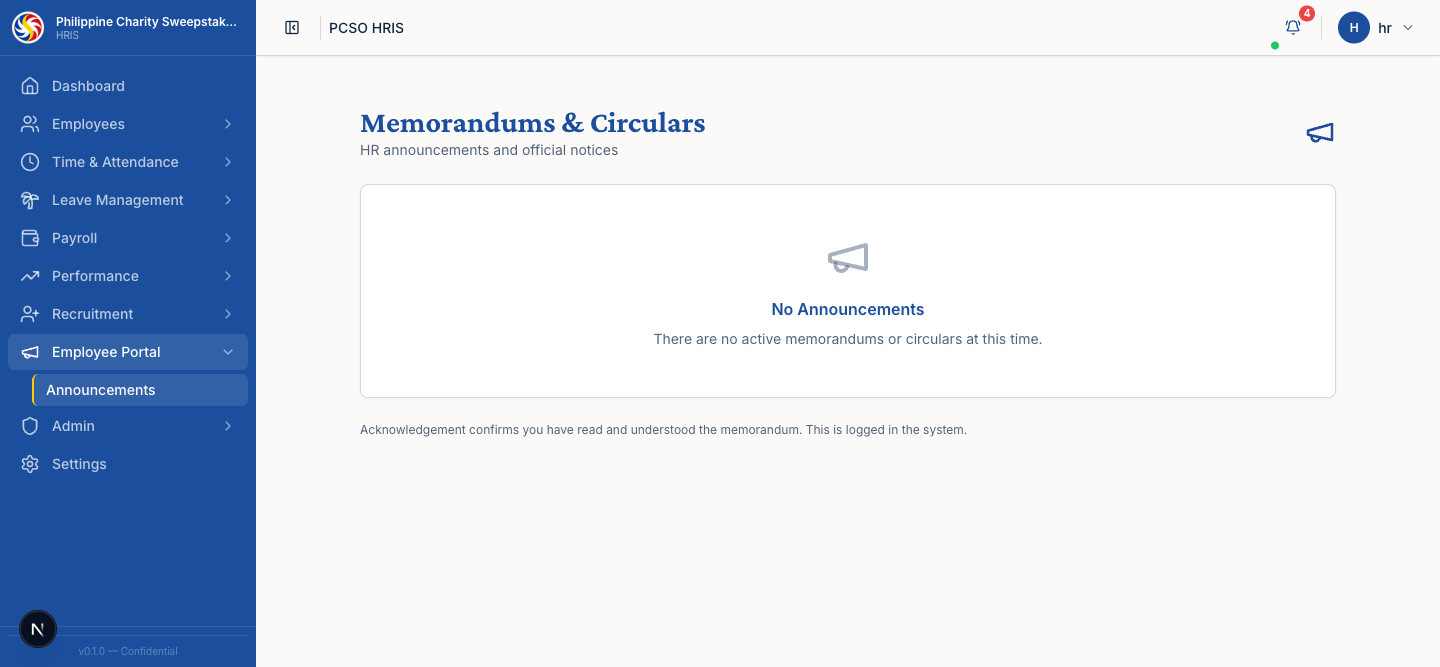 Philippine Charity Sweepstak...
HRIS
Dashboard
Employees
Time & Attendance
Leave Management
Payroll
Performance
Recruitment
Employee Portal
Announcements
Admin
Settings
N
v0.1.0 — Confidential
PCSO HRIS
4
H
hr
Memorandums & Circulars
HR announcements and official notices
No Announcements
There are no active memorandums or circulars at this time.
Acknowledgement confirms you have read and understood the memorandum. This is logged in the system.